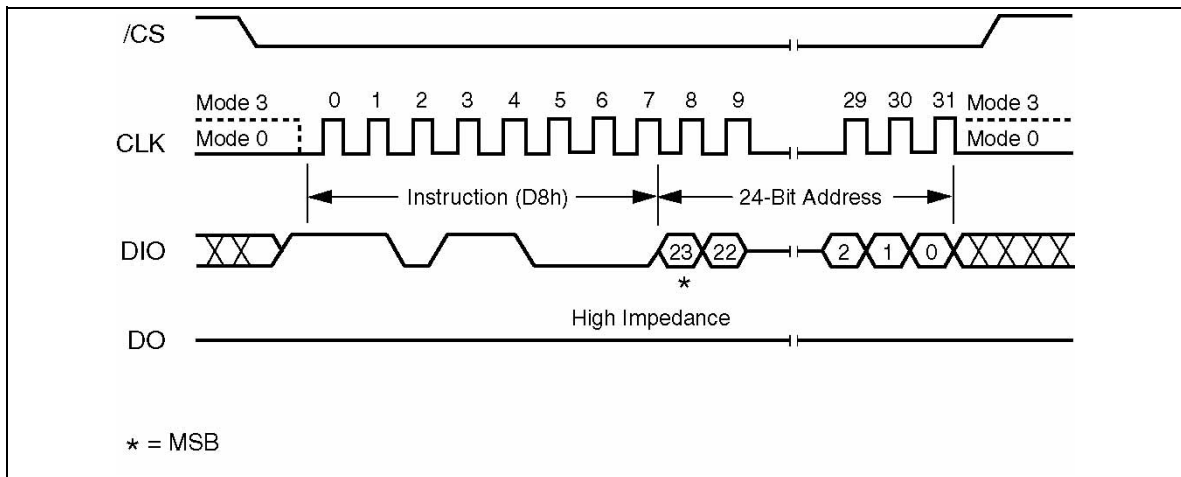 /CS
Mode 3 0 1 2 3 4 5 6 7 8 9 29 30 31 Mode 3
CLK Mode 0 Mode 0
Instruction (D8h) 24-Bit Address
DIO 23 22 2 1 0
*
High Impedance
DO
* = MSB